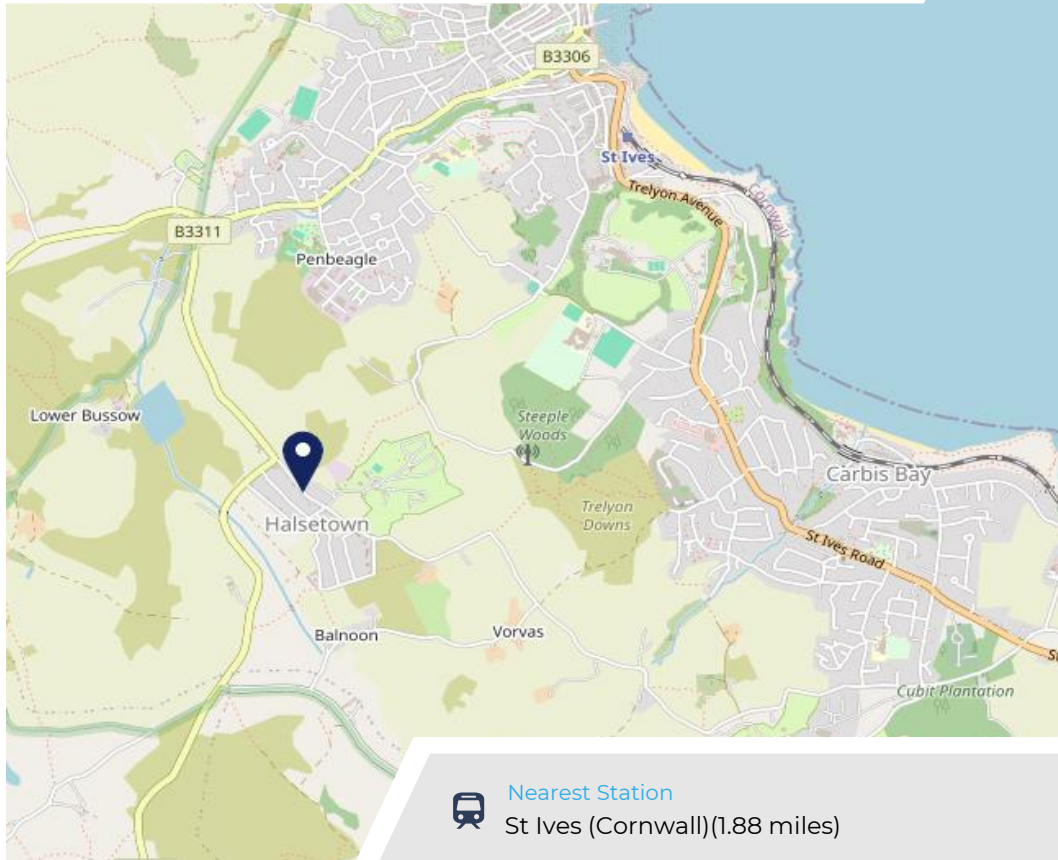 B3306
St Ives
Cornwall
Trelyon Avenue
B3311
Penbeagle
Lower Bussow
Steeple
Woods
Carbis Bay
Halsetown
Trelyon
Downs
St Ives Road
Balnoon
Vorvas
St
Cubit Plantation
Nearest Station
St Ives (Cornwall)(1.88 miles)